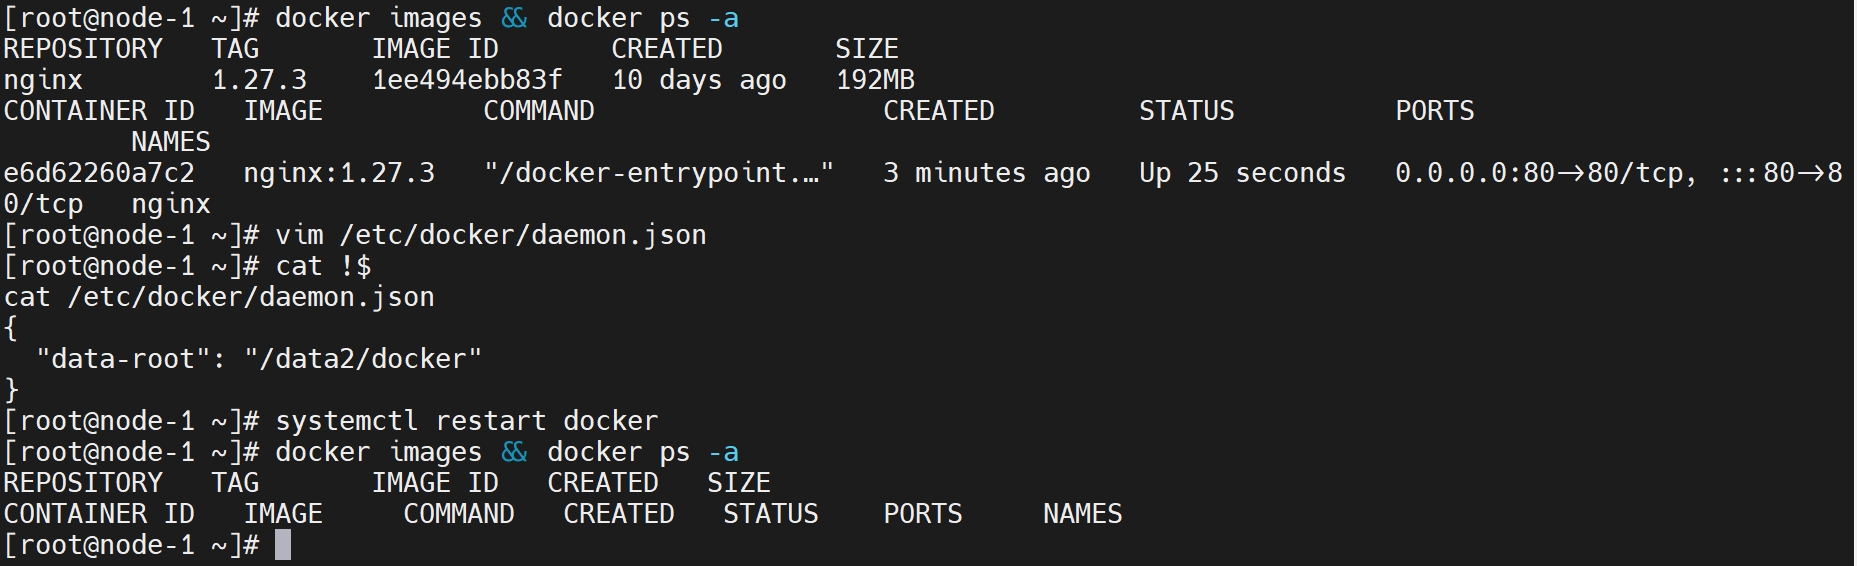 [root@node-1 ~]# docker images && docker ps -a
REPOSITORY   TAG       IMAGE ID       CREATED       SIZE
nginx        1.27.3    1ee494ebb83f   10 days ago   192MB
CONTAINER ID   IMAGE          COMMAND                  CREATED         STATUS          PORTS
        NAMES
e6d62260a7c2   nginx:1.27.3   "/docker-entrypoint.…"   3 minutes ago   Up 25 seconds   0.0.0.0:80->80/tcp, :::80->8
0/tcp   nginx
[root@node-1 ~]# vim /etc/docker/daemon.json
[root@node-1 ~]# cat !$
cat /etc/docker/daemon.json
{
  "data-root": "/data2/docker"
}
[root@node-1 ~]# systemctl restart docker
[root@node-1 ~]# docker images && docker ps -a
REPOSITORY   TAG       IMAGE ID   CREATED   SIZE
CONTAINER ID   IMAGE     COMMAND   CREATED   STATUS    PORTS     NAMES
[root@node-1 ~]#